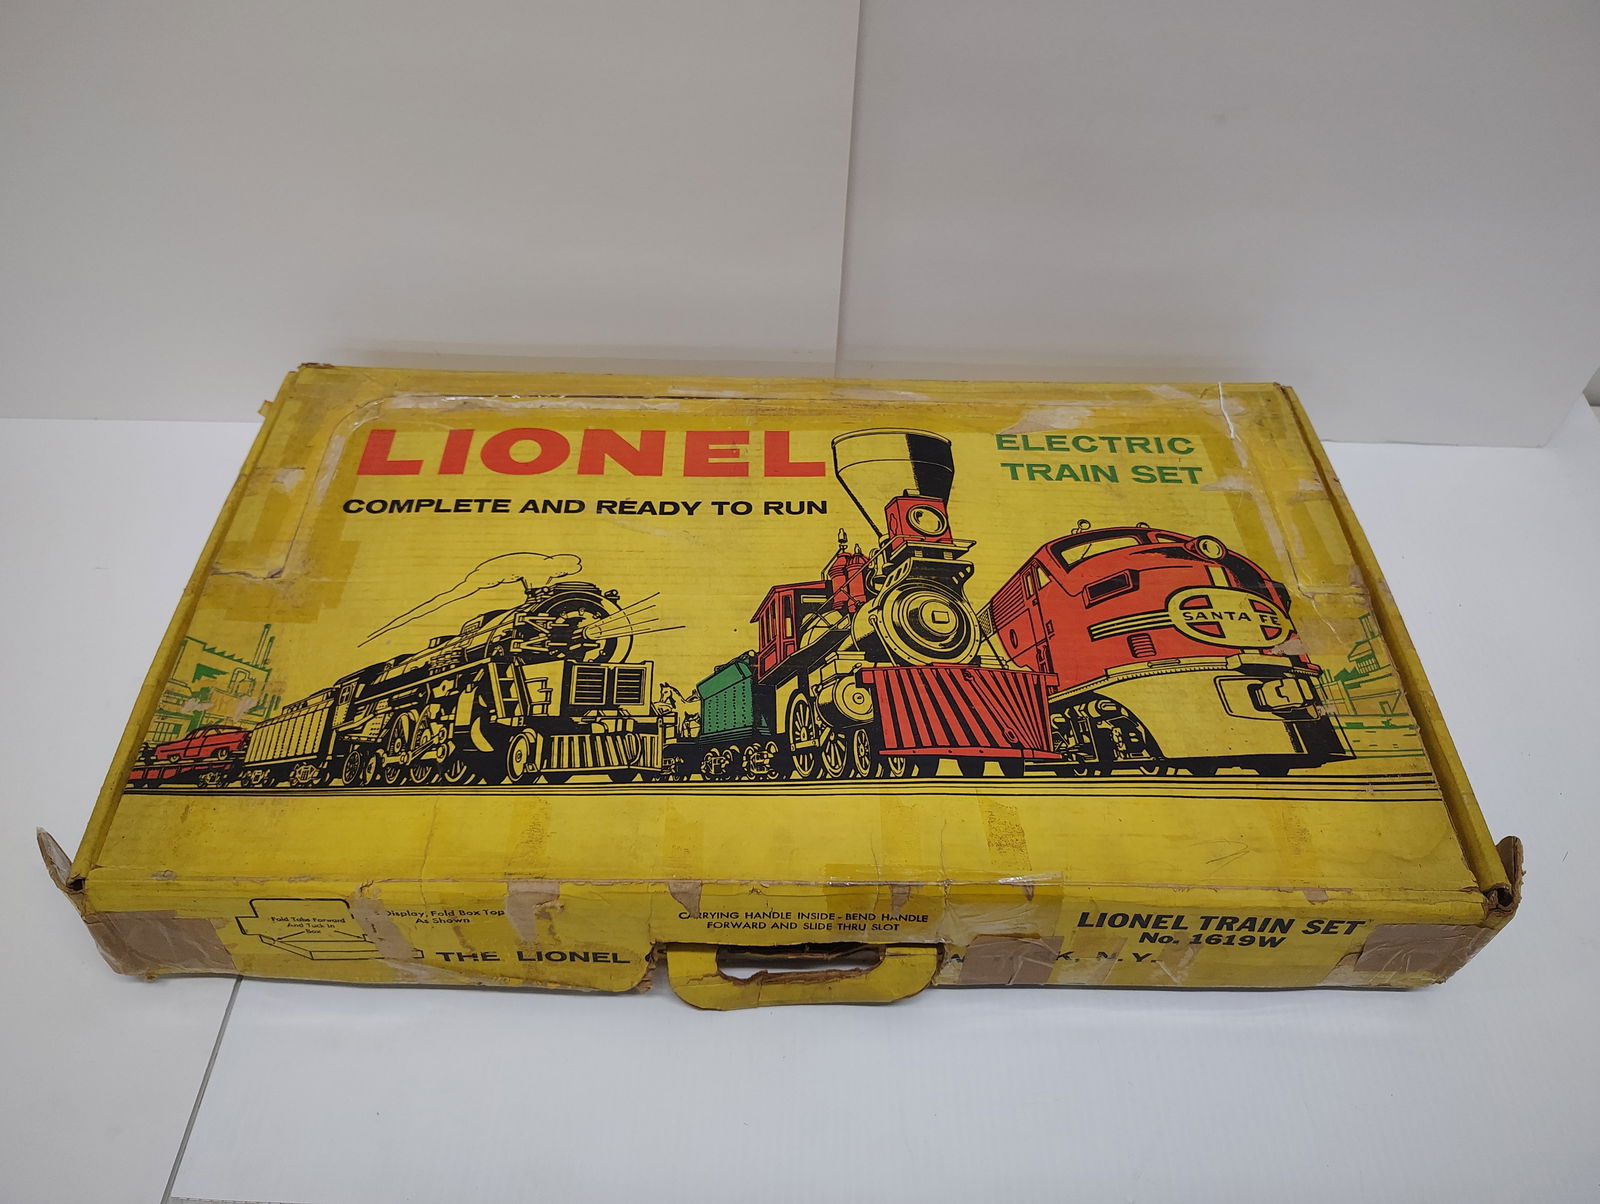 LIONEL
ELECTRIC
TRAIN SET
COMPLETE AND READY TO RUN
SANTA FE
Fold Tabs Forward
And Tuck In
Box
Display, Fold Box Top
As Shown
CARRYING HANDLE INSIDE - BEND HANDLE
FORWARD AND SLIDE THRU SLOT
LIONEL TRAIN SET
No. 1619W
THE LIONEL
N. Y.